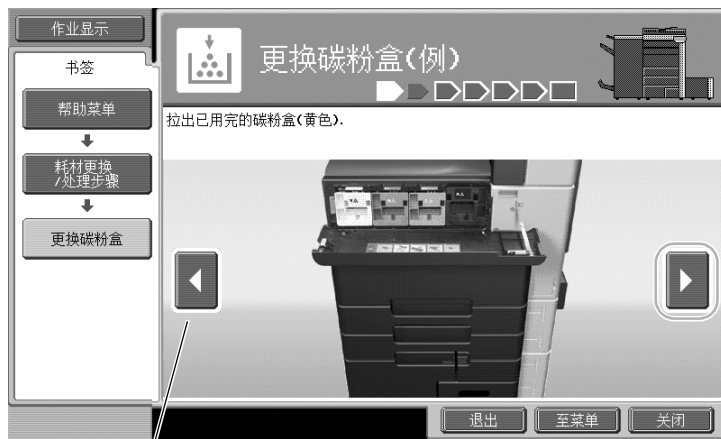 作业显示
书签
帮助菜单
耗材更换
/处理步骤
更换碳粉盒
更换碳粉盒(例)
拉出已用完的碳粉盒(黄色).
退出
至菜单
关闭